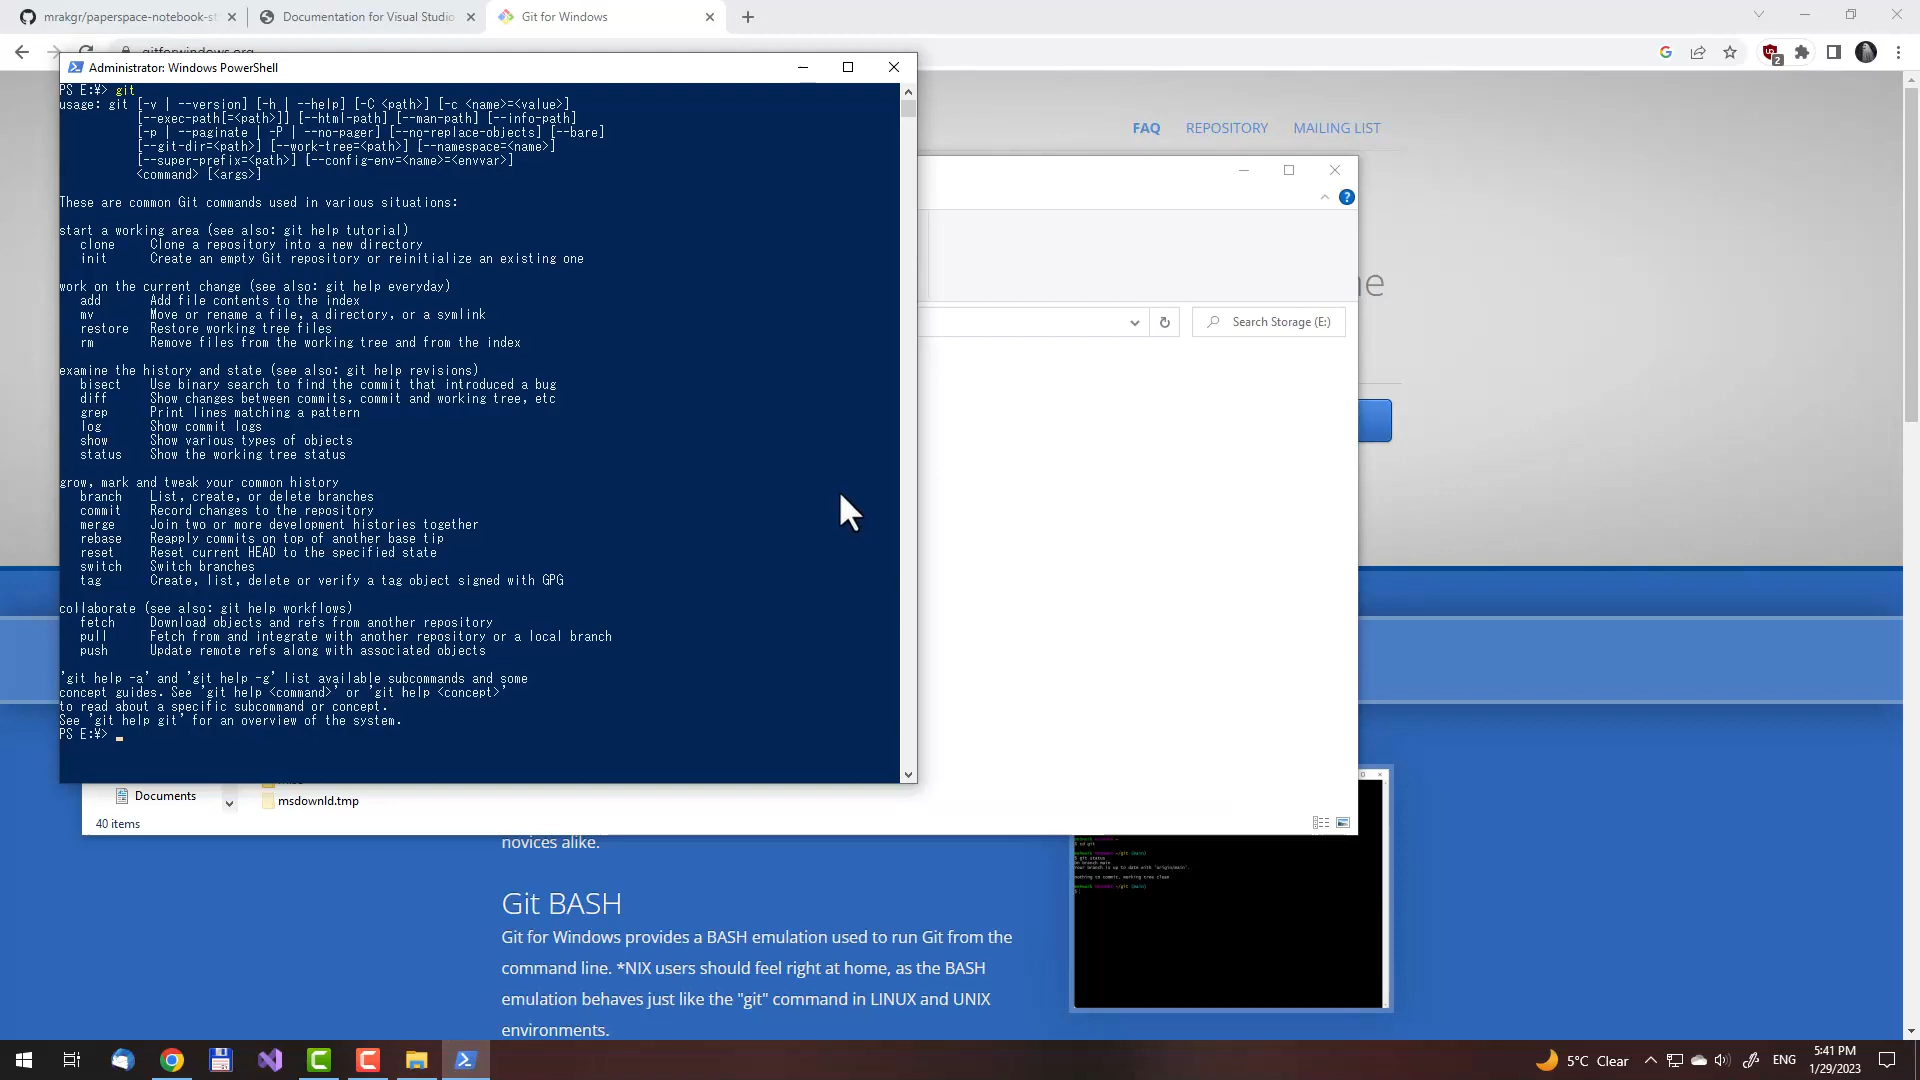 mrakgr/paperspace-notebook-st
Documentation for Visual Studio
Git for Windows
gitforwindows.org
2
Administrator: Windows PowerShell
FAQ
REPOSITORY
MAILING LIST
PS E:¥> git
usage: git [-v | --version] [-h | --help] [-C <path>] [-c <name>=<value>]
[--exec-path[=<path>]] [--html-path] [--man-path] [--info-path]
[-p | --paginate | -P | --no-pager] [--no-replace-objects] [--bare]
[--git-dir=<path>] [--work-tree=<path>] [--namespace=<name>]
[--super-prefix=<path>] [--config-env=<name>=<envvar>]
<command> [<args>]
These are common Git commands used in various situations:
start a working area (see also: git help tutorial)
clone Clone a repository into a new directory
init Create an empty Git repository or reinitialize an existing one
work on the current change (see also: git help everyday)
add Add file contents to the index
mv Move or rename a file, a directory, or a symlink
restore Restore working tree files
rm Remove files from the working tree and from the index
examine the history and state (see also: git help revisions)
bisect Use binary search to find the commit that introduced a bug
diff Show changes between commits, commit and working tree, etc
grep Print lines matching a pattern
log Show commit logs
show Show various types of objects
status Show the working tree status
grow, mark and tweak your common history
branch List, create, or delete branches
commit Record changes to the repository
merge Join two or more development histories together
rebase Reapply commits on top of another base tip
reset Reset current HEAD to the specified state
switch Switch branches
tag Create, list, delete or verify a tag object signed with GPG
collaborate (see also: git help workflows)
fetch Download objects and refs from another repository
pull Fetch from and integrate with another repository or a local branch
push Update remote refs along with associated objects
'git help -a' and 'git help -g' list available subcommands and some
concept guides. See 'git help <command>' or 'git help <concept>'
to read about a specific subcommand or concept.
See 'git help git' for an overview of the system.
PS E:¥>
Search Storage (E:)
ne
Documents
msdownld.tmp
40 items
novices alike.
Git BASH
Git for Windows provides a BASH emulation used to run Git from the
command line. *NIX users should feel right at home, as the BASH
emulation behaves just like the "git" command in LINUX and UNIX
environments.
5°C Clear
ENG
5:41 PM
1/29/2023